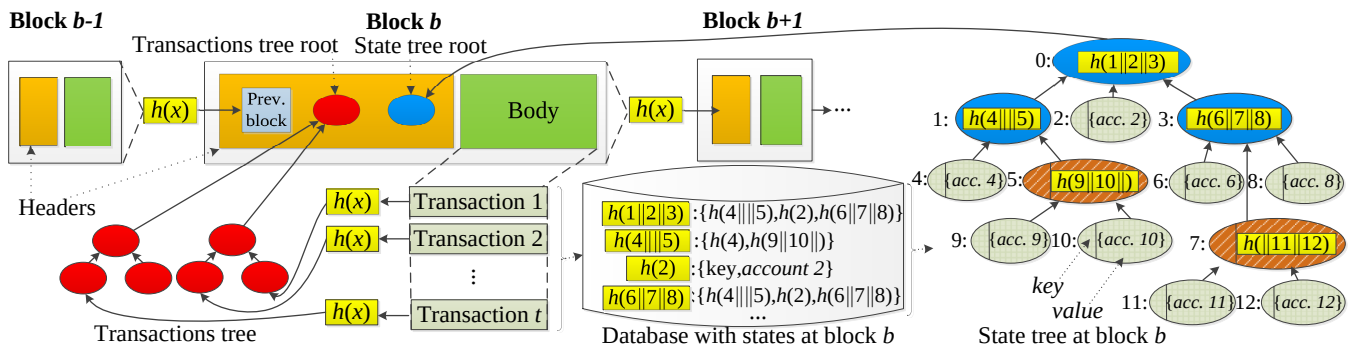 Block b-1
Block b
Block b+1
Transactions tree root
State tree root
h(x)
Prev.
block
Body
h(x)
...
Headers
h(x)
Transaction 1
h(x)
Transaction 2
⋮
h(x)
Transaction t
Transactions tree
h(1||2||3) :{h(4||||5),h(2),h(6||7||8)}
h(4||||5) :{h(4),h(9||10||)}
h(2) :{key,account 2}
h(6||7||8) :{h(4||||5),h(2),h(6||7||8)}
...
Database with states at block b
0: h(1||2||3)
1: h(4||||5)
2: {acc. 2}
3: h(6||7||8)
4: {acc. 4}
5: h(9||10||)
6: {acc. 6}
8: {acc. 8}
9: {acc. 9}
10: {acc. 10}
7: h(||11||12)
key
value
11: {acc. 11}
12: {acc. 12}
State tree at block b